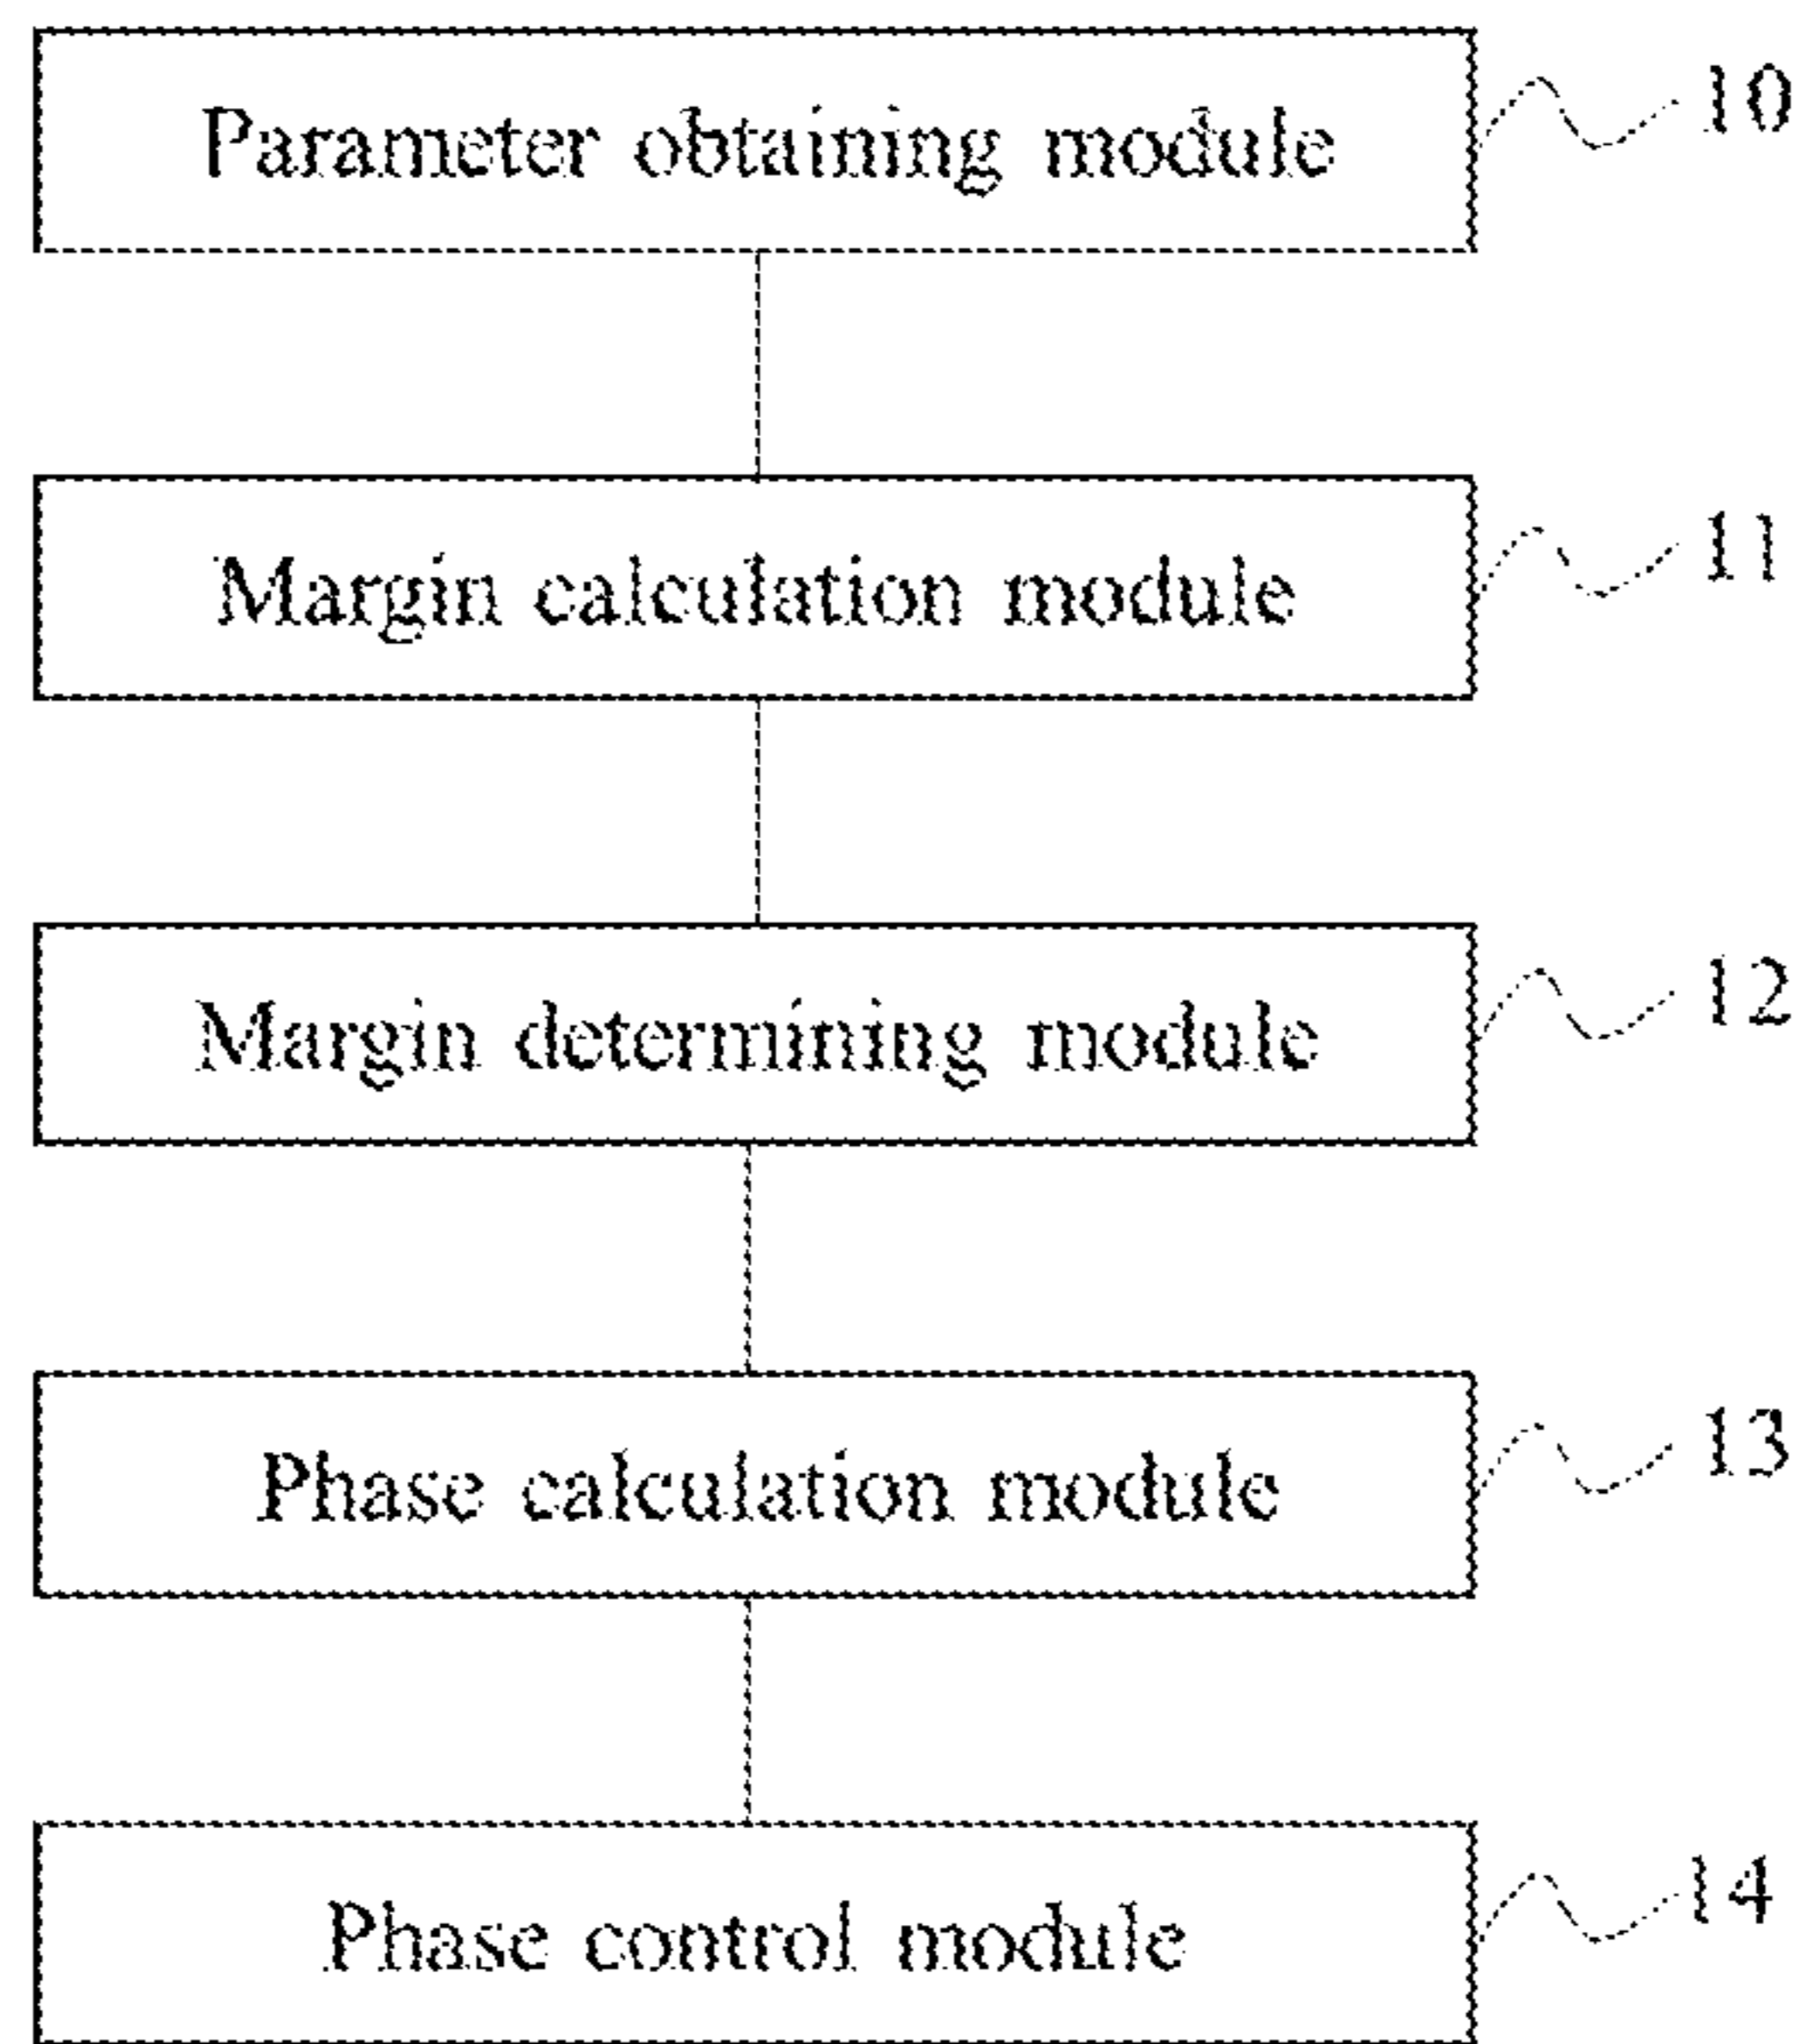 Parameter obtaining module 10
Margin calculation module 11
Margin determining module 12
Phase calculation module 13
Phase control module 14